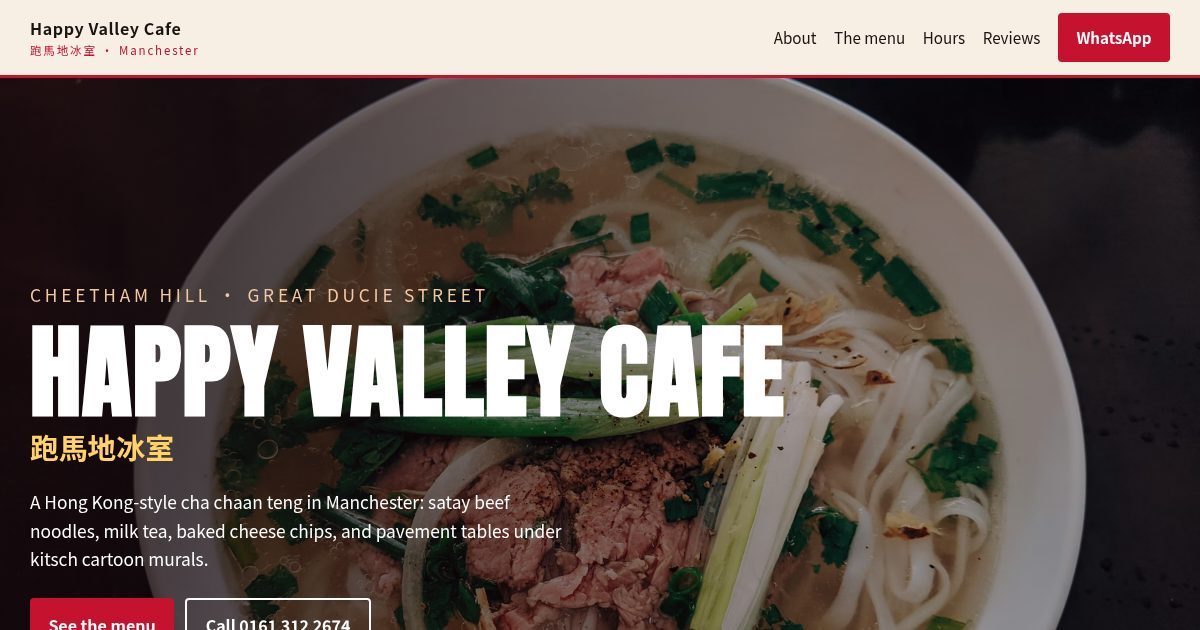 Happy Valley Cafe
跑馬地冰室 • Manchester
About The menu Hours Reviews WhatsApp
CHEETHAM HILL • GREAT DUCIE STREET
HAPPY VALLEY CAFE
跑馬地冰室
A Hong Kong-style cha chaan teng in Manchester: satay beef
noodles, milk tea, baked cheese chips, and pavement tables under
kitsch cartoon murals.
See the menu Call 0161 312 2674